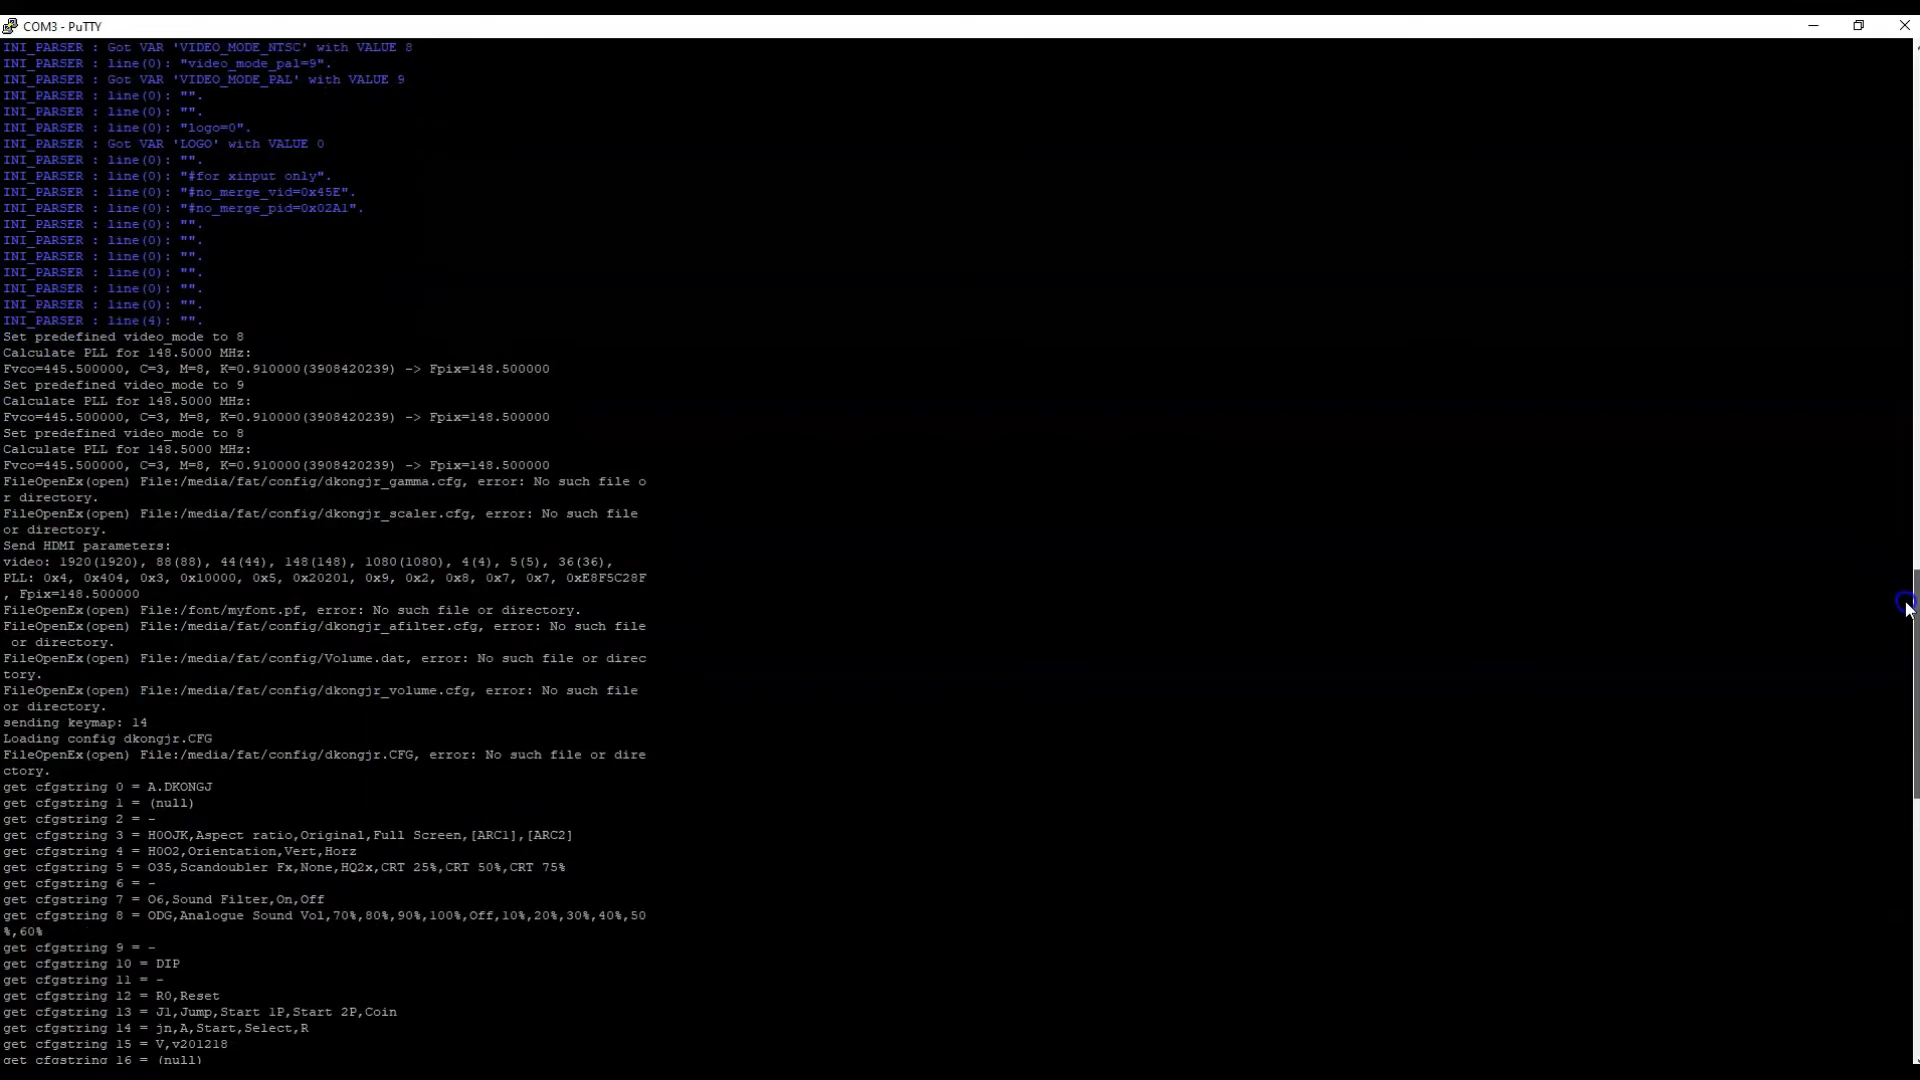 COM3 - PuTTY
INI_PARSER : Got VAR 'VIDEO_MODE_NTSC' with VALUE 8
INI_PARSER : line(0): "video_mode_pal=9".
INI_PARSER : Got VAR 'VIDEO_MODE_PAL' with VALUE 9
INI_PARSER : line(0): "".
INI_PARSER : line(0): "".
INI_PARSER : line(0): "logo=0".
INI_PARSER : Got VAR 'LOGO' with VALUE 0
INI_PARSER : line(0): "".
INI_PARSER : line(0): "#for xinput only".
INI_PARSER : line(0): "#no_merge_vid=0x45E".
INI_PARSER : line(0): "#no_merge_pid=0x02A1".
INI_PARSER : line(0): "".
INI_PARSER : line(0): "".
INI_PARSER : line(0): "".
INI_PARSER : line(0): "".
INI_PARSER : line(0): "".
INI_PARSER : line(0): "".
INI_PARSER : line(4): "".
Set predefined video_mode to 8
Calculate PLL for 148.5000 MHz:
Fvco=445.500000, C=3, M=8, K=0.910000(3908420239) -> Fpix=148.500000
Set predefined video_mode to 9
Calculate PLL for 148.5000 MHz:
Fvco=445.500000, C=3, M=8, K=0.910000(3908420239) -> Fpix=148.500000
Set predefined video_mode to 8
Calculate PLL for 148.5000 MHz:
Fvco=445.500000, C=3, M=8, K=0.910000(3908420239) -> Fpix=148.500000
FileOpenEx(open) File:/media/fat/config/dkongjr_gamma.cfg, error: No such file o
r directory.
FileOpenEx(open) File:/media/fat/config/dkongjr_scaler.cfg, error: No such file
or directory.
Send HDMI parameters:
video: 1920(1920), 88(88), 44(44), 148(148), 1080(1080), 4(4), 5(5), 36(36),
PLL: 0x4, 0x404, 0x3, 0x10000, 0x5, 0x20201, 0x9, 0x2, 0x8, 0x7, 0x7, 0xE8F5C28F
, Fpix=148.500000
FileOpenEx(open) File:/font/myfont.pf, error: No such file or directory.
FileOpenEx(open) File:/media/fat/config/dkongjr_afilter.cfg, error: No such file
 or directory.
FileOpenEx(open) File:/media/fat/config/Volume.dat, error: No such file or direc
tory.
FileOpenEx(open) File:/media/fat/config/dkongjr_volume.cfg, error: No such file
or directory.
sending keymap: 14
Loading config dkongjr.CFG
FileOpenEx(open) File:/media/fat/config/dkongjr.CFG, error: No such file or dire
ctory.
get cfgstring 0 = A.DKONGJ
get cfgstring 1 = (null)
get cfgstring 2 = -
get cfgstring 3 = H0OJK,Aspect ratio,Original,Full Screen,[ARC1],[ARC2]
get cfgstring 4 = H0O2,Orientation,Vert,Horz
get cfgstring 5 = O35,Scandoubler Fx,None,HQ2x,CRT 25%,CRT 50%,CRT 75%
get cfgstring 6 = -
get cfgstring 7 = O6,Sound Filter,On,Off
get cfgstring 8 = ODG,Analogue Sound Vol,70%,80%,90%,100%,Off,10%,20%,30%,40%,50
%,60%
get cfgstring 9 = -
get cfgstring 10 = DIP
get cfgstring 11 = -
get cfgstring 12 = R0,Reset
get cfgstring 13 = J1,Jump,Start 1P,Start 2P,Coin
get cfgstring 14 = jn,A,Start,Select,R
get cfgstring 15 = V,v201218
get cfgstring 16 = (null)